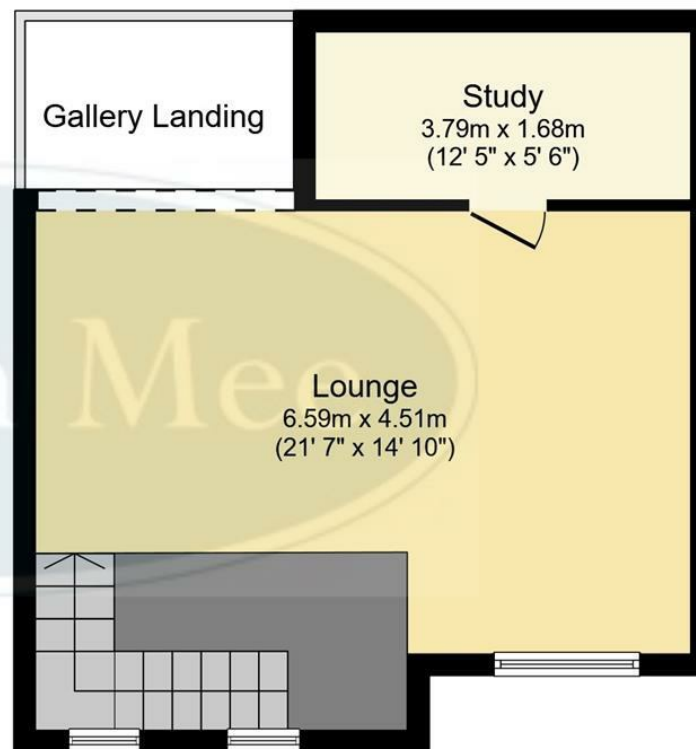 Gallery Landing
Study
3.79m x 1.68m
(12' 5" x 5' 6")
Lounge
6.59m x 4.51m
(21' 7" x 14' 10")
Mee